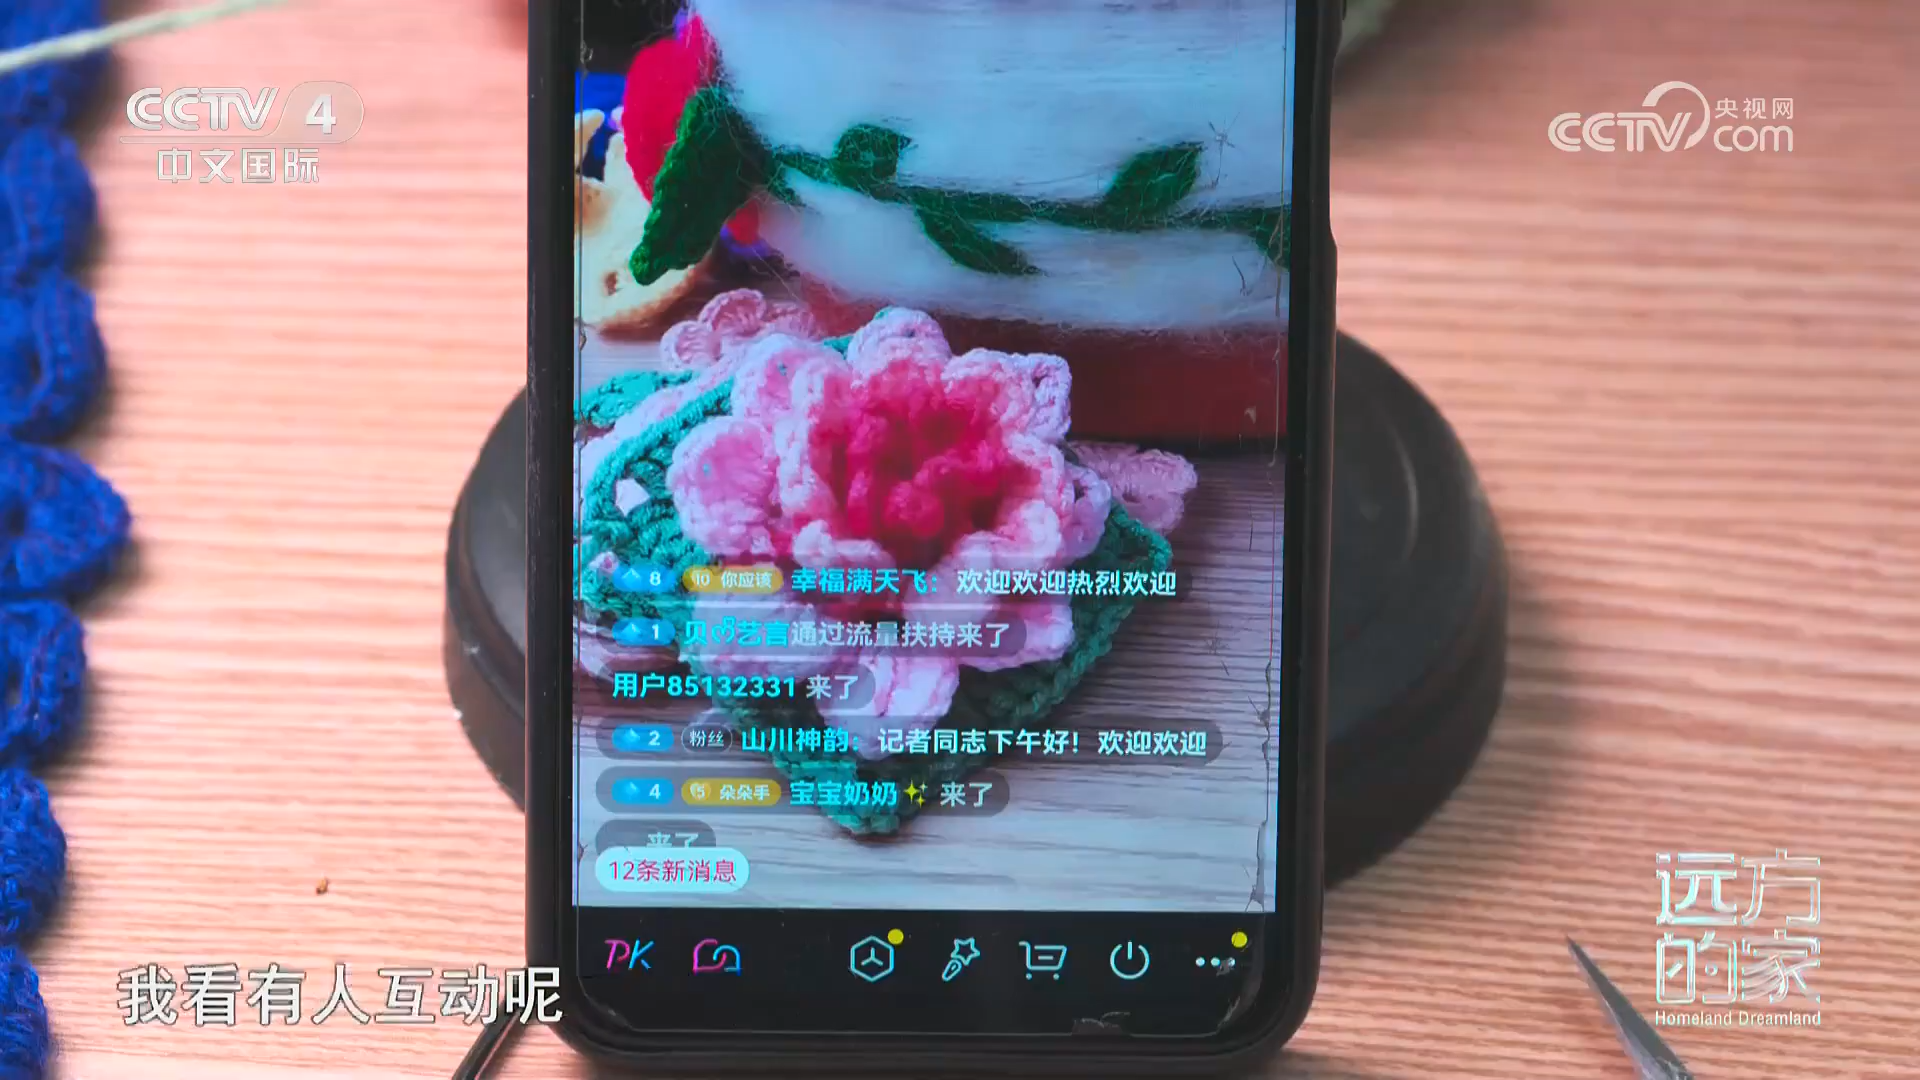 CCTV 4
中文国际
央视网
CCTV.com
8 10 你应该 幸福满天飞：欢迎欢迎热烈欢迎
1 贝 艺言通过流量扶持来了
用户85132331 来了
2 粉丝 山川神韵：记者同志下午好！欢迎欢迎
4 5 朵朵手 宝宝奶奶✨ 来了
来了
12条新消息
PK
我看有人互动呢
远方的家
Homeland Dreamland